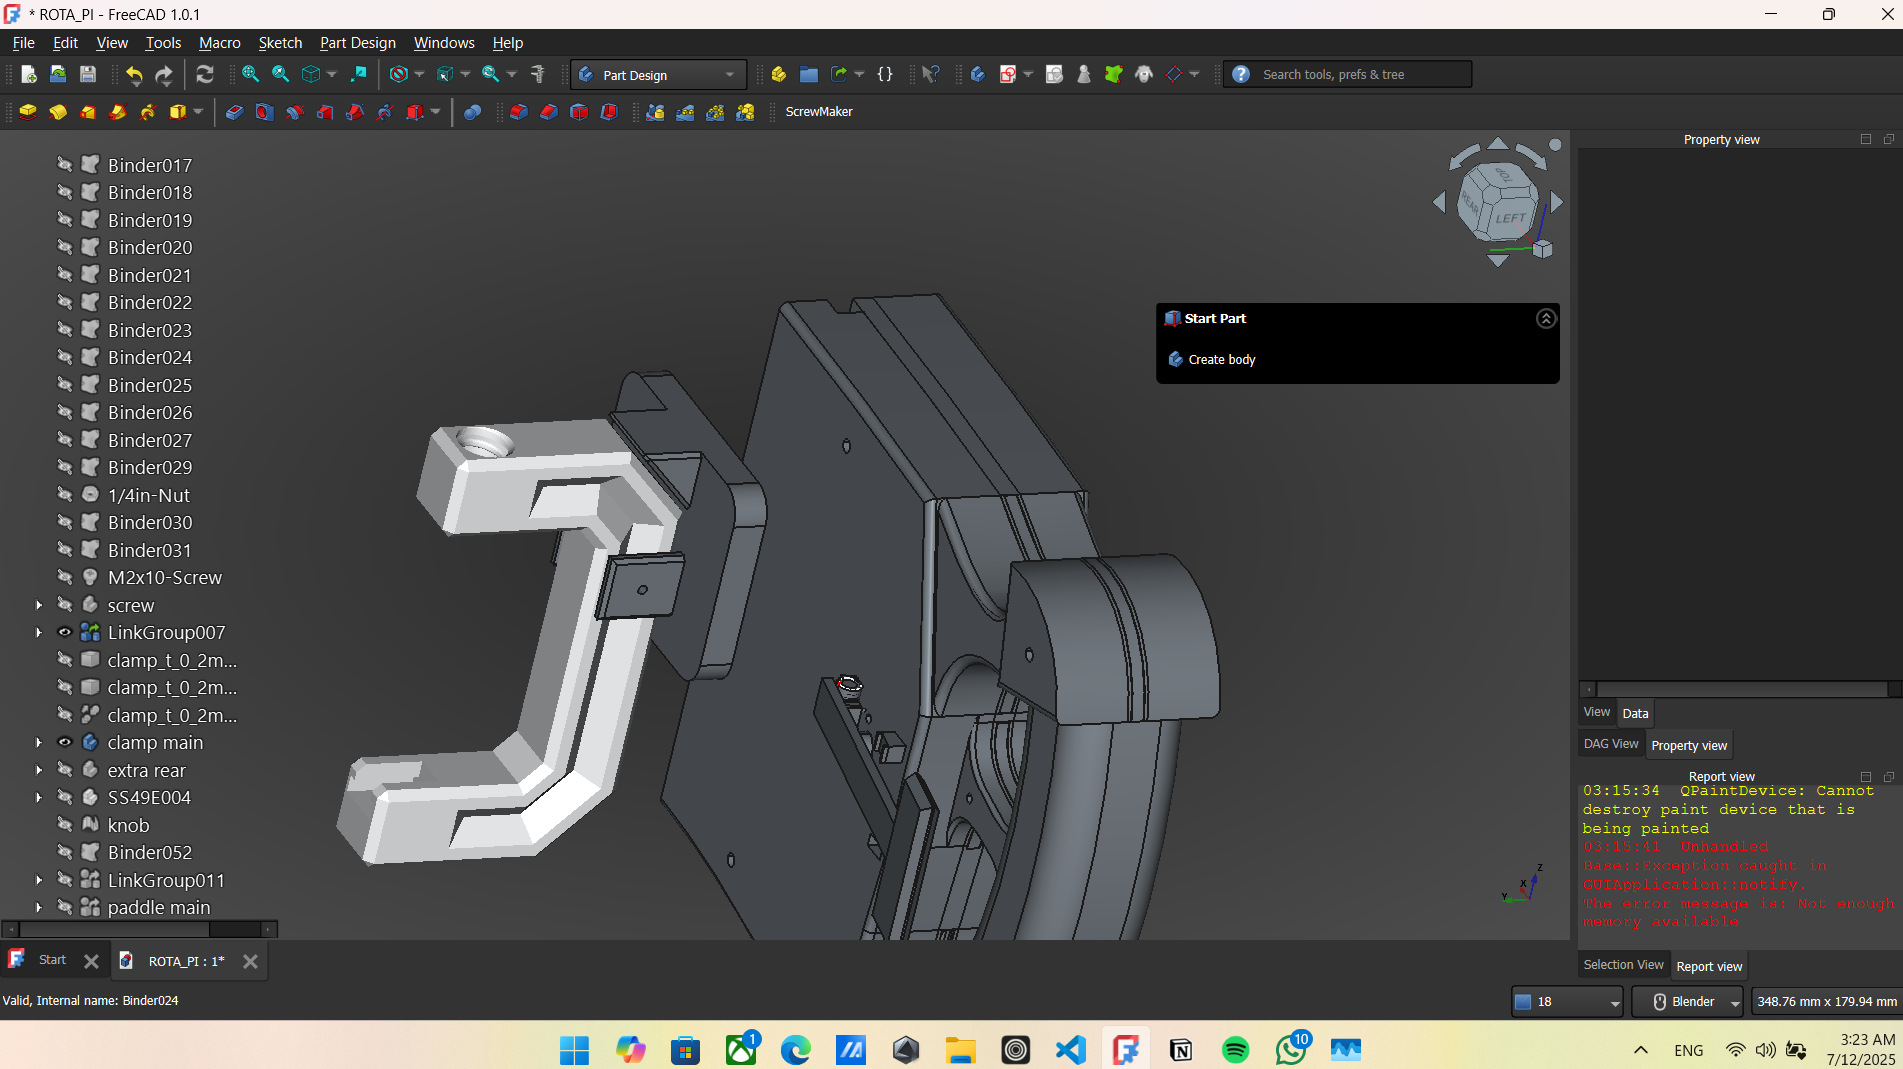 * ROTA_PI - FreeCAD 1.0.1
File Edit View Tools Macro Sketch Part Design Windows Help
Part Design
Search tools, prefs & tree
ScrewMaker
Binder017
Binder018
Binder019
Binder020
Binder021
Binder022
Binder023
Binder024
Binder025
Binder026
Binder027
Binder029
1/4in-Nut
Binder030
Binder031
M2x10-Screw
screw
LinkGroup007
clamp_t_0_2m...
clamp_t_0_2m...
clamp_t_0_2m...
clamp main
extra rear
SS49E004
knob
Binder052
LinkGroup011
paddle main
TOP
REAR
LEFT
Start Part
Create body
Z
X
Y
Property view
View Data
DAG View Property view
Report view
03:15:34 QPaintDevice: Cannot
destroy paint device that is
being painted
03:15:41 Unhandled
Base::Exception caught in
GUIApplication::notify.
The error message is: Not enough
memory available
Selection View Report view
Start
ROTA_PI : 1*
Valid, Internal name: Binder024
18
Blender
348.76 mm x 179.94 mm
1
10
ENG
3:23 AM
7/12/2025